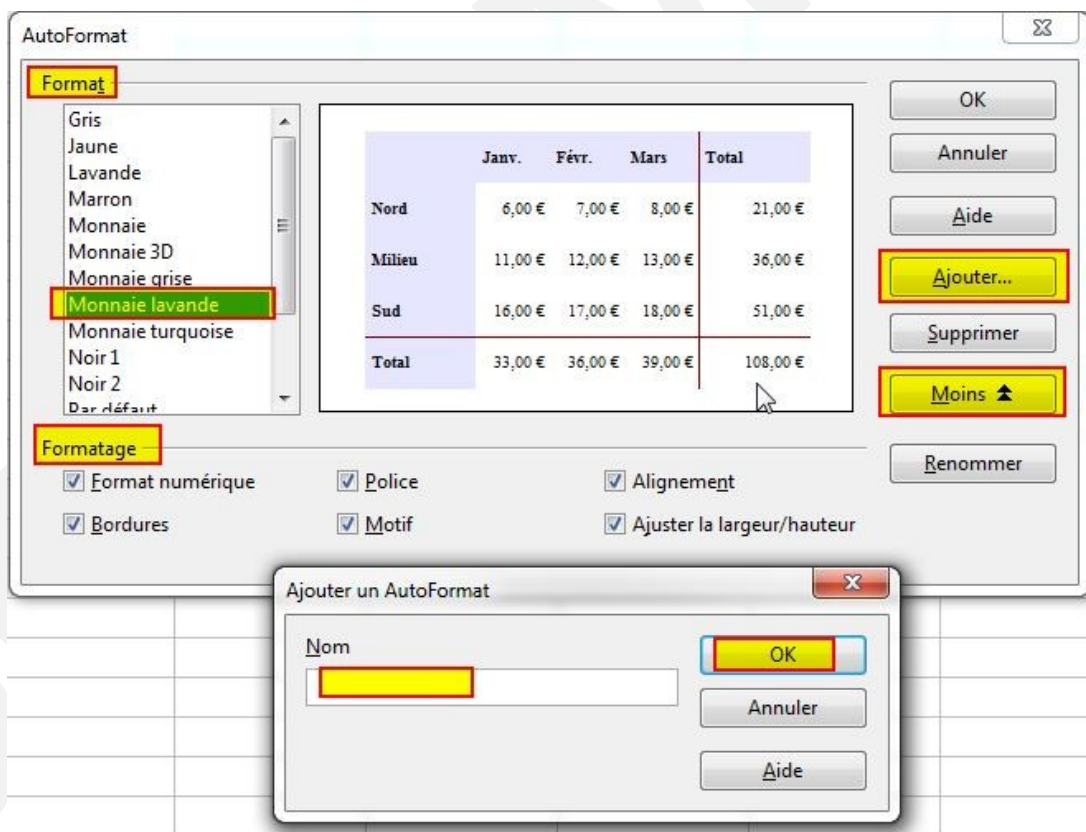 AutoFormat
Format
Gris
Jaune
Lavande
Marron
Monnaie
Monnaie 3D
Monnaie grise
Monnaie lavande
Monnaie turquoise
Noir 1
Noir 2
Par défaut
Janv. Févr. Mars Total
Nord 6,00 € 7,00 € 8,00 € 21,00 €
Milieu 11,00 € 12,00 € 13,00 € 36,00 €
Sud 16,00 € 17,00 € 18,00 € 51,00 €
Total 33,00 € 36,00 € 39,00 € 108,00 €
OK
Annuler
Aide
Ajouter...
Supprimer
Moins
Renommer
Formatage
Format numérique Police Alignement
Bordures Motif Ajuster la largeur/hauteur
Ajouter un AutoFormat
Nom
OK
Annuler
Aide